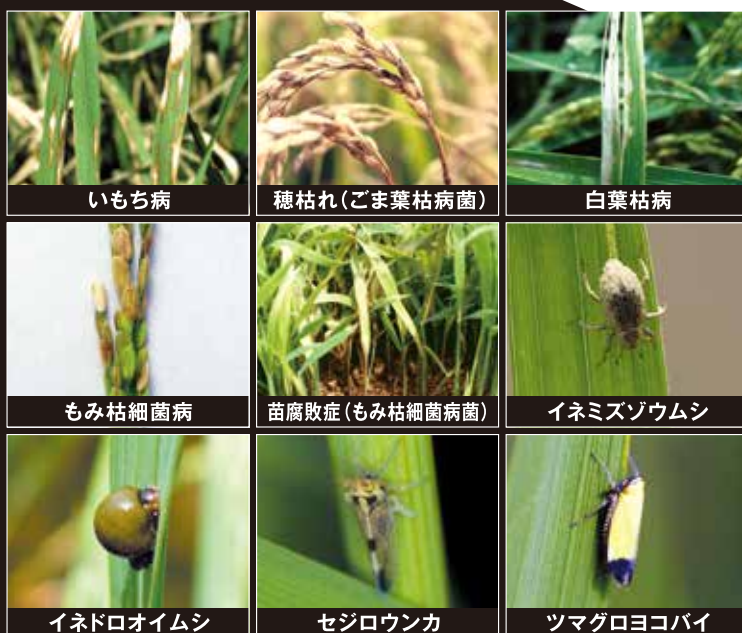 いもち病
穂枯れ(ごま葉枯病菌)
白葉枯病
もみ枯細菌病
苗腐敗症(もみ枯細菌病菌)
イネミズゾウムシ
イネドロオイムシ
セジロウンカ
ツマグロヨコバイ